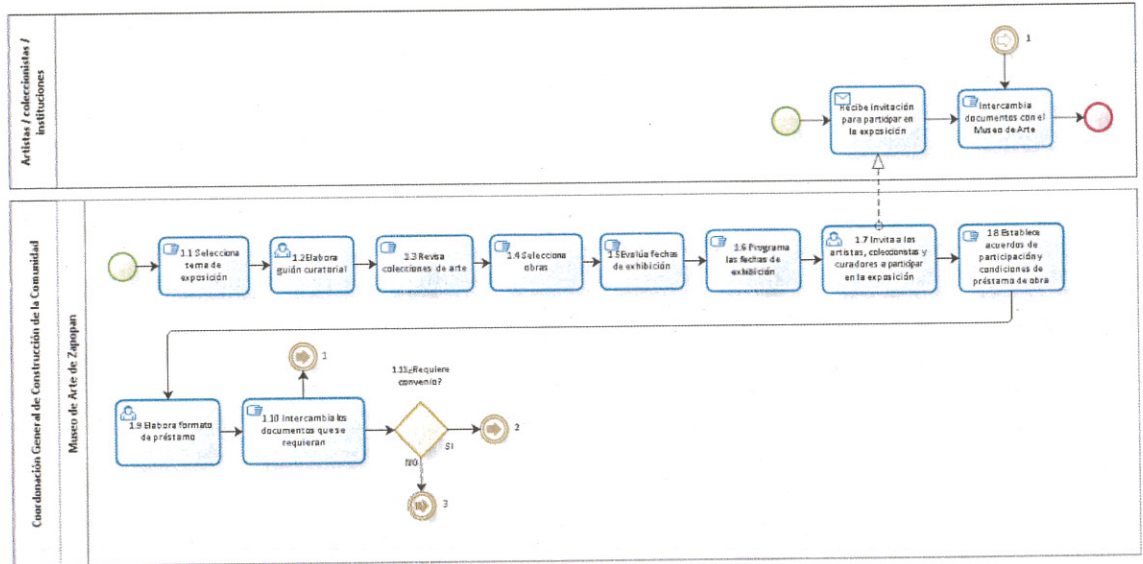 Artistas / coleccionistas /
instituciones
1
Recibe invitación
para participar en
la exposición
Intercambia
documentos con el
Museo de Arte
Coordonación General de Construcción de la Comunidad
Museo de Arte de Zapopan
1.1 Selecciona
tema de
exposición
1.2 Elabora
guión curatorial
1.3 Revisa
colecciones de arte
1.4 Selecciona
obras
1.5 Evalúa fechas
de exhibición
1.6 Programa
las fechas de
exhibición
1.7 Invita a los
artistas, coleccionistas y
curadores a participar
en la exposición
1.8 Establece
acuerdos de
participación y
condiciones de
préstamo de obra
1.9 Elabora formato
de préstamo
1.10 Intercambia los
documentos que se
requieran
1
¿Requiere
convenio?
SI
2
NO
3